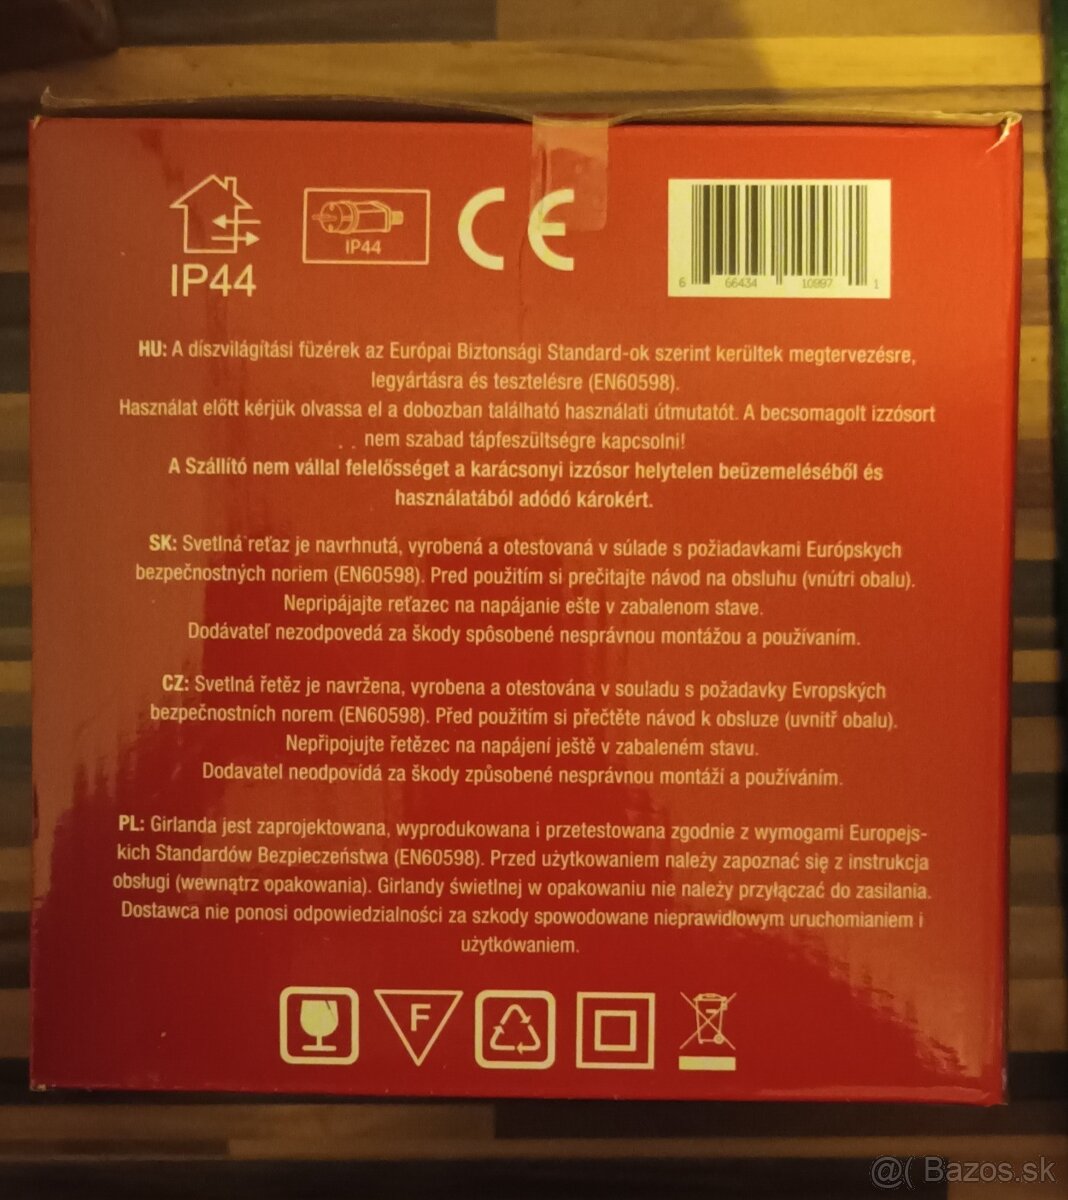 IP44
IP44
CE
6 66434 10997 1
HU: A díszvilágítási füzérek az Európai Biztonsági Standard-ok szerint kerültek megtervezésre,
legyártásra és tesztelésre (EN60598).
Használat előtt kérjük olvassa el a dobozban található használati útmutatót. A becsomagolt izzósort
nem szabad tápfeszültségre kapcsolni!
A Szállító nem vállal felelősséget a karácsonyi izzósor helytelen beüzemeléséből és
használatából adódó károkért.
SK: Svetlná reťaz je navrhnutá, vyrobená a otestovaná v súlade s požiadavkami Európskych
bezpečnostných noriem (EN60598). Pred použitím si prečitajte návod na obsluhu (vnútri obalu).
Nepripájajte reťazec na napájanie ešte v zabalenom stave.
Dodávateľ nezodpovedá za škody spôsobené nesprávnou montážou a používaním.
CZ: Svetlná řetěz je navržena, vyrobena a otestována v souladu s požadavky Evropských
bezpečnostních norem (EN60598). Před použitím si přečtěte návod k obsluze (uvnitř obalu).
Nepřipojujte řetězec na napájení ještě v zabaleném stavu.
Dodavatel neodpovídá za škody způsobené nesprávnou montáží a používáním.
PL: Girlanda jest zaprojektowana, wyprodukowana i przetestowana zgodnie z wymogami Europejs-
kich Standardów Bezpieczeństwa (EN60598). Przed użytkowaniem należy zapoznać się z instrukcja
obsługi (wewnątrz opakowania). Girlandy świetlnej w opakowaniu nie należy przyłączać do zasilania.
Dostawca nie ponosi odpowiedzialności za szkody spowodowane nieprawidłowym uruchomianiem i
użytkowaniem.
F
@( Bazos.sk